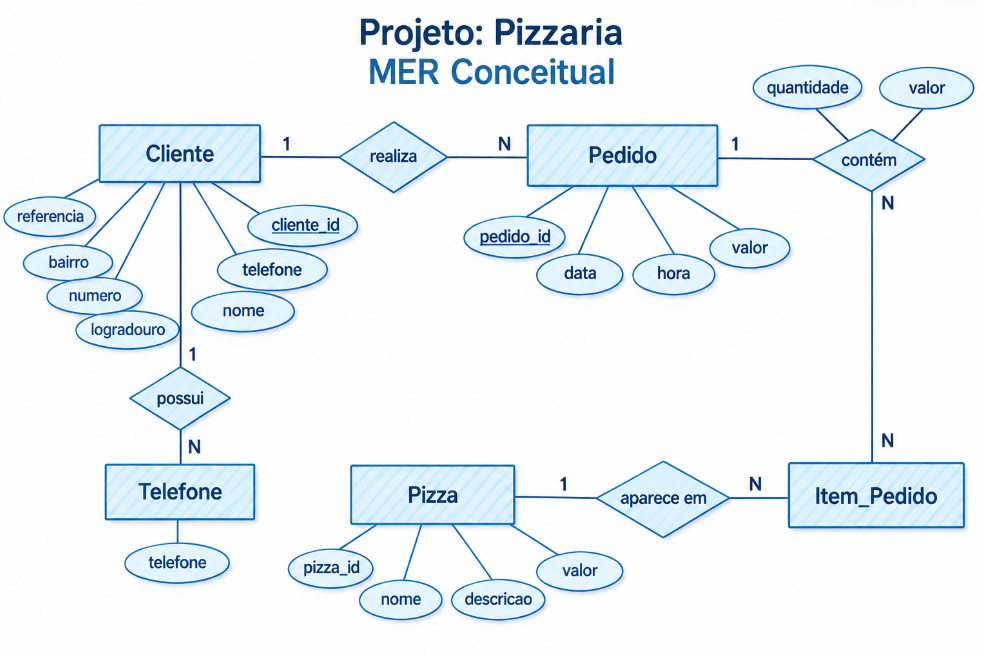 Projeto: Pizzaria
MER Conceitual
quantidade
valor
Cliente
1
realiza
N
Pedido
1
contém
N
referencia
cliente_id
bairro
telefone
numero
nome
logradouro
pedido_id
data
hora
valor
1
possui
N
Telefone
telefone
Pizza
1
aparece em
N
N
Item_Pedido
pizza_id
nome
descricao
valor